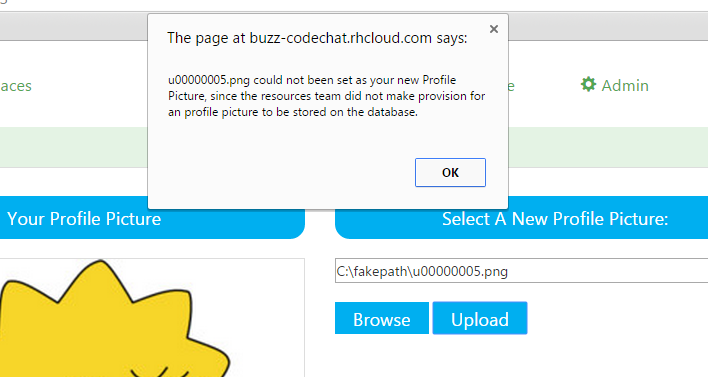 The page at buzz-codechat.rhcloud.com says:
u00000005.png could not been set as your new Profile
Picture, since the resources team did not make provision for
an profile picture to be stored on the database.
OK
aces
e
Admin
Your Profile Picture
Select A New Profile Picture:
C:\fakepath\u00000005.png
Browse
Upload